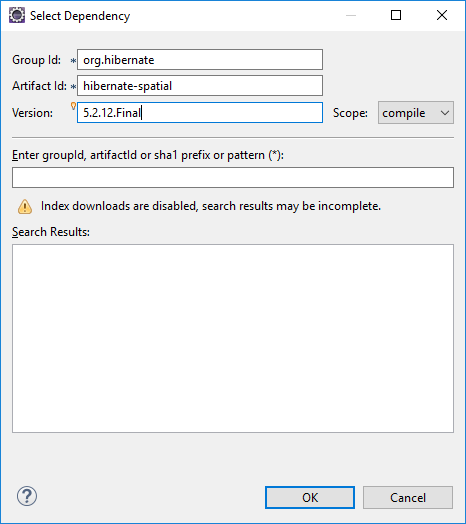 Select Dependency
Group Id: * org.hibernate
Artifact Id: * hibernate-spatial
Version: 5.2.12.Final Scope: compile
Enter groupId, artifactId or sha1 prefix or pattern (*):
Index downloads are disabled, search results may be incomplete.
Search Results:
? OK Cancel